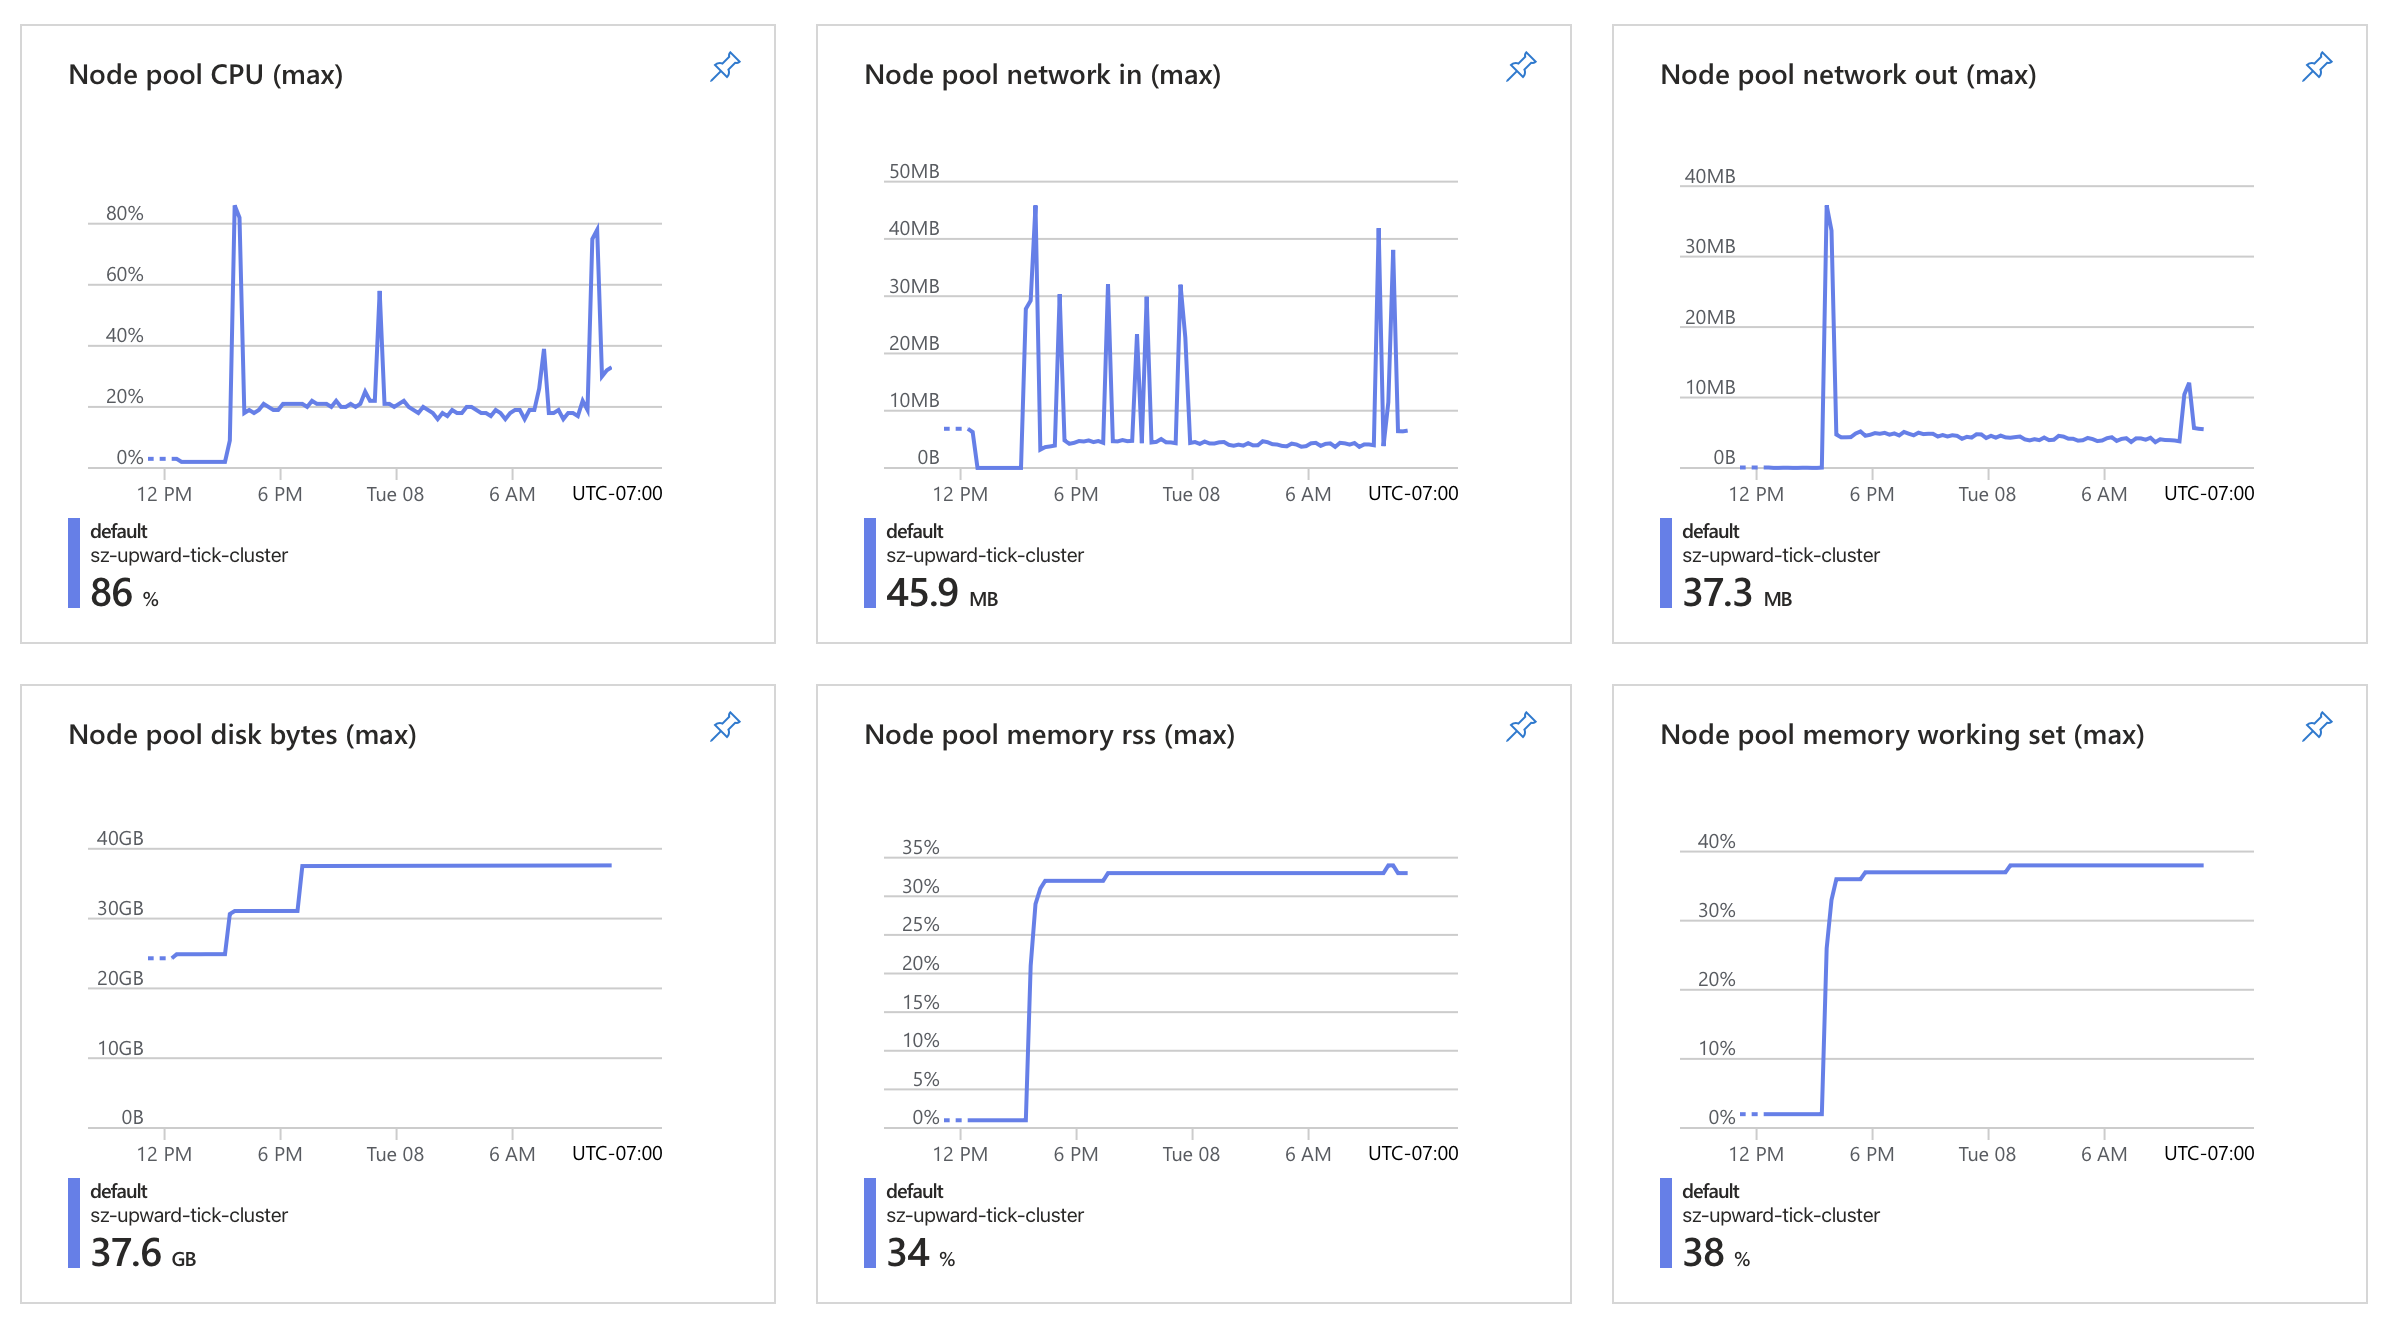 Node pool CPU (max)
80%
60%
40%
20%
0%
12 PM 6 PM Tue 08 6 AM UTC-07:00
default
sz-upward-tick-cluster
86 %
Node pool network in (max)
50MB
40MB
30MB
20MB
10MB
0B
12 PM 6 PM Tue 08 6 AM UTC-07:00
default
sz-upward-tick-cluster
45.9 MB
Node pool network out (max)
40MB
30MB
20MB
10MB
0B
12 PM 6 PM Tue 08 6 AM UTC-07:00
default
sz-upward-tick-cluster
37.3 MB
Node pool disk bytes (max)
40GB
30GB
20GB
10GB
0B
12 PM 6 PM Tue 08 6 AM UTC-07:00
default
sz-upward-tick-cluster
37.6 GB
Node pool memory rss (max)
35%
30%
25%
20%
15%
10%
5%
0%
12 PM 6 PM Tue 08 6 AM UTC-07:00
default
sz-upward-tick-cluster
34 %
Node pool memory working set (max)
40%
30%
20%
10%
0%
12 PM 6 PM Tue 08 6 AM UTC-07:00
default
sz-upward-tick-cluster
38 %